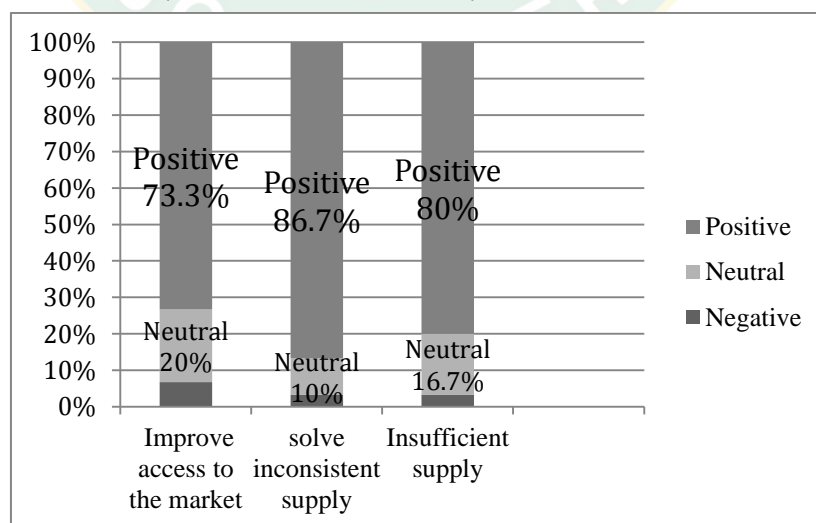 100%
90%
80%
70%
60%
50%
40%
30%
20%
10%
0%
Positive
73.3%
Neutral
20%
Positive
86.7%
Neutral
10%
Positive
80%
Neutral
16.7%
Improve
access to
the market
solve
inconsistent
supply
Insufficient
supply
Positive
Neutral
Negative